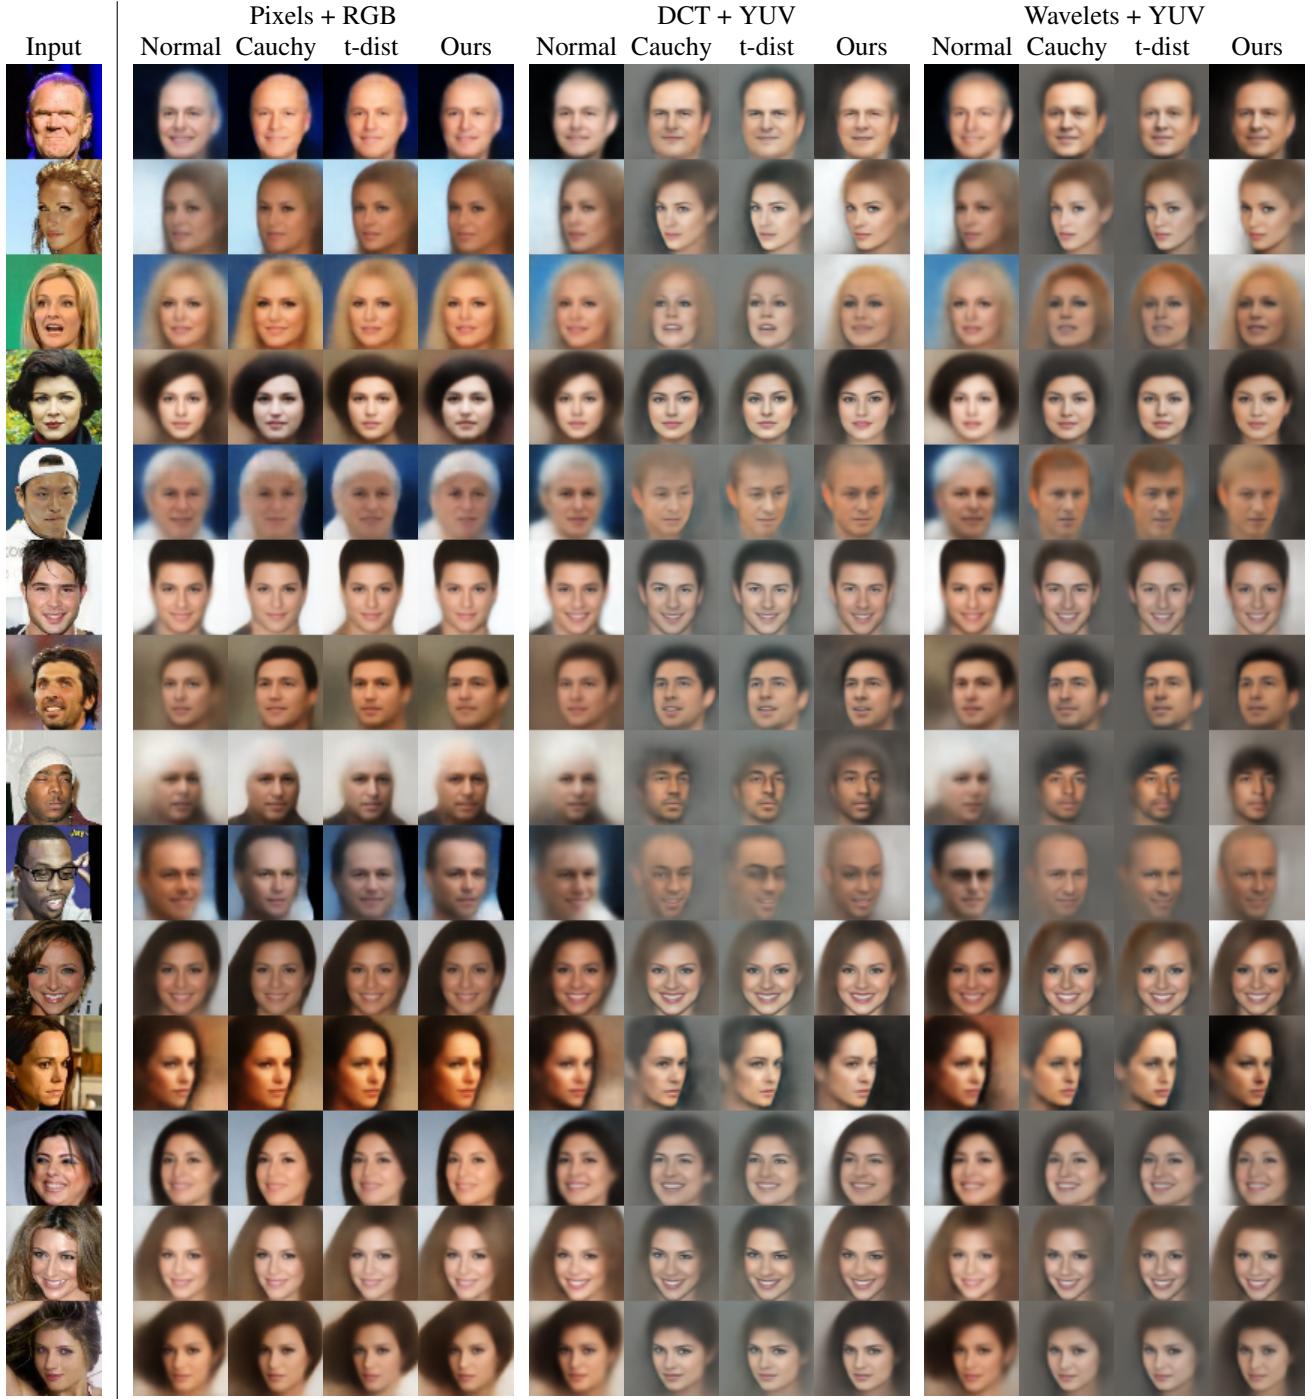 Pixels + RGB DCT + YUV Wavelets + YUV
Input Normal Cauchy t-dist Ours Normal Cauchy t-dist Ours Normal Cauchy t-dist Ours